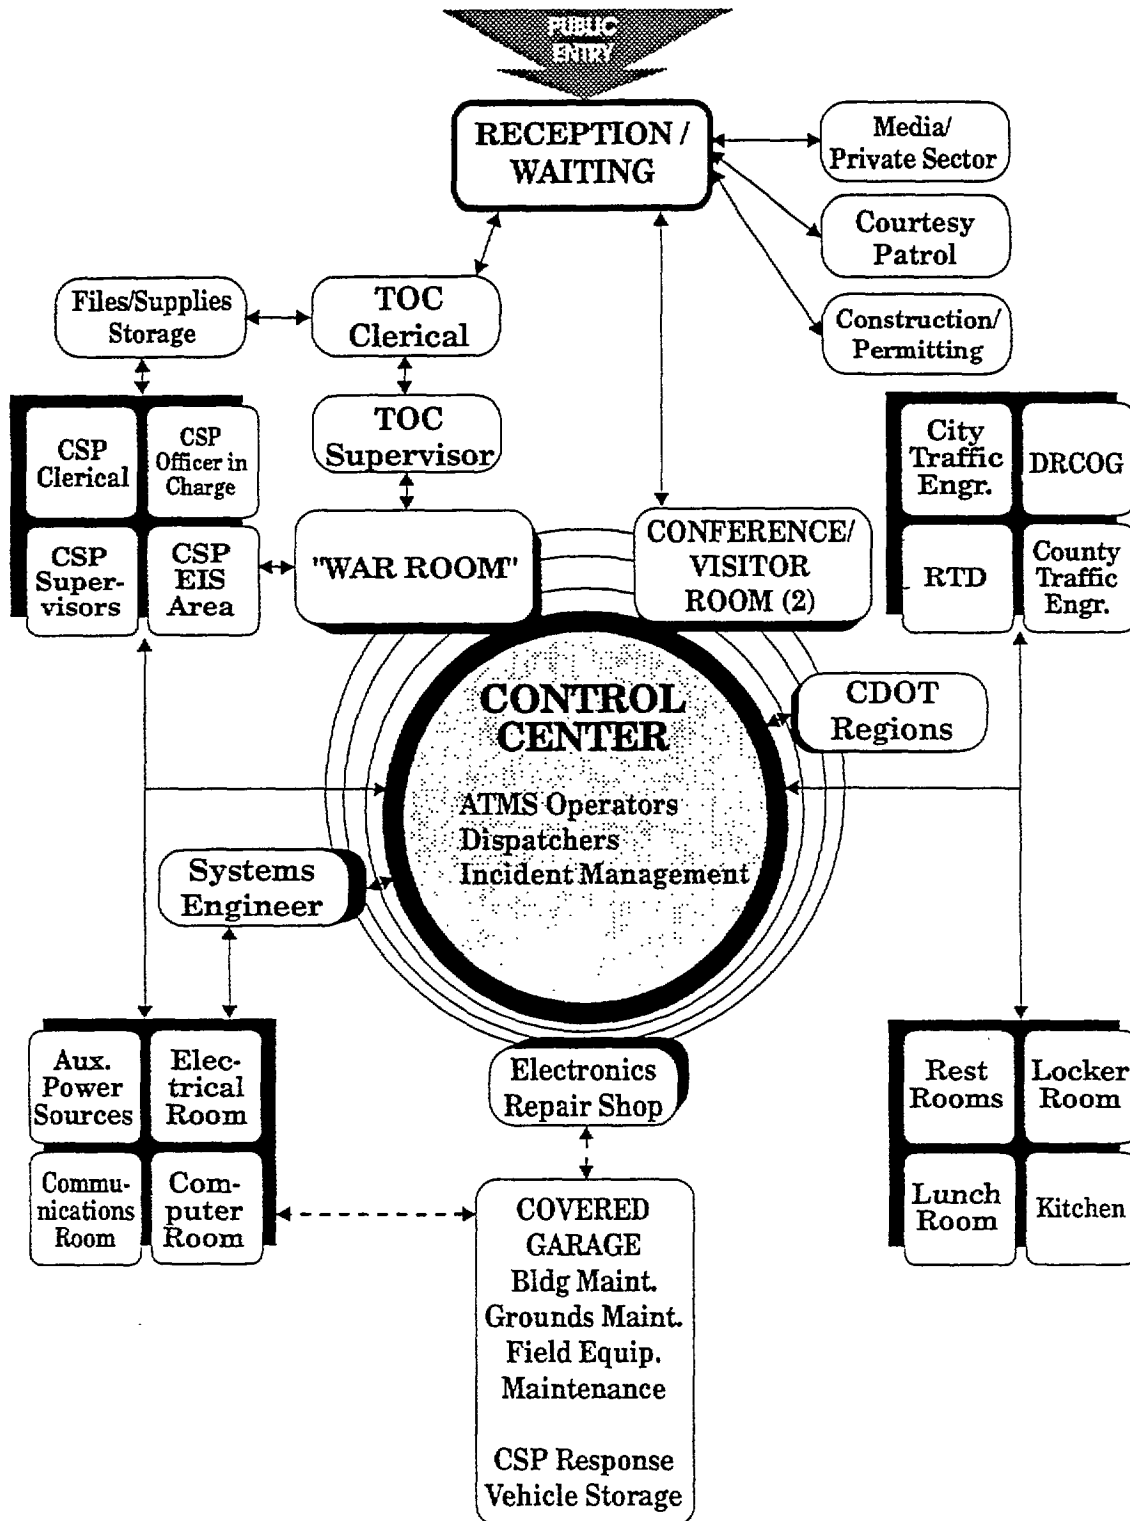 PUBLIC
ENTRY
RECEPTION /
WAITING
Media/
Private Sector
Courtesy
Patrol
Construction/
Permitting
Files/Supplies
Storage
TOC
Clerical
TOC
Supervisor
CSP
Clerical
CSP
Officer in
Charge
CSP
Super-
visors
CSP
EIS
Area
"WAR ROOM"
CONFERENCE/
VISITOR
ROOM (2)
City
Traffic
Engr.
DRCOG
RTD
County
Traffic
Engr.
CONTROL
CENTER
ATMS Operators
Dispatchers
Incident Management
CDOT
Regions
Systems
Engineer
Aux.
Power
Sources
Elec-
trical
Room
Commu-
nications
Room
Com-
puter
Room
Electronics
Repair Shop
COVERED
GARAGE
Bldg Maint.
Grounds Maint.
Field Equip.
Maintenance
CSP Response
Vehicle Storage
Rest
Rooms
Locker
Room
Lunch
Room
Kitchen